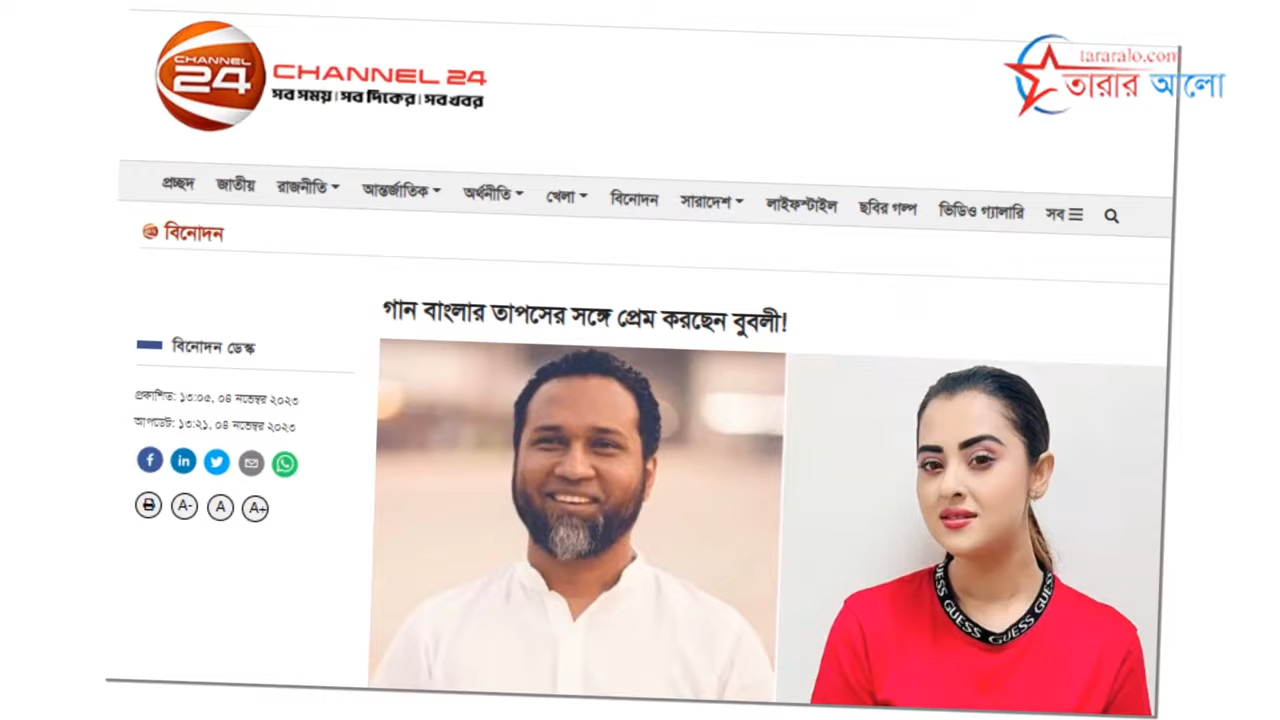 CHANNEL 24
CHANNEL 24
সব সময়। সব দিকের। সব খবর
tararalo.com
তারার আলো
প্রচ্ছদ জাতীয় রাজনীতি আন্তর্জাতিক অর্থনীতি খেলা বিনোদন সারাদেশ লাইফস্টাইল ছবির গল্প ভিডিও গ্যালারি সব
বিনোদন
গান বাংলার তাপসের সঙ্গে প্রেম করছেন বুবলী!
বিনোদন ডেস্ক
প্রকাশিত: ১৩:০৫, ০৪ নভেম্বর ২০২৩
আপডেট: ১৩:২১, ০৪ নভেম্বর ২০২৩
A- A A+
GUESS GUESS GUESS